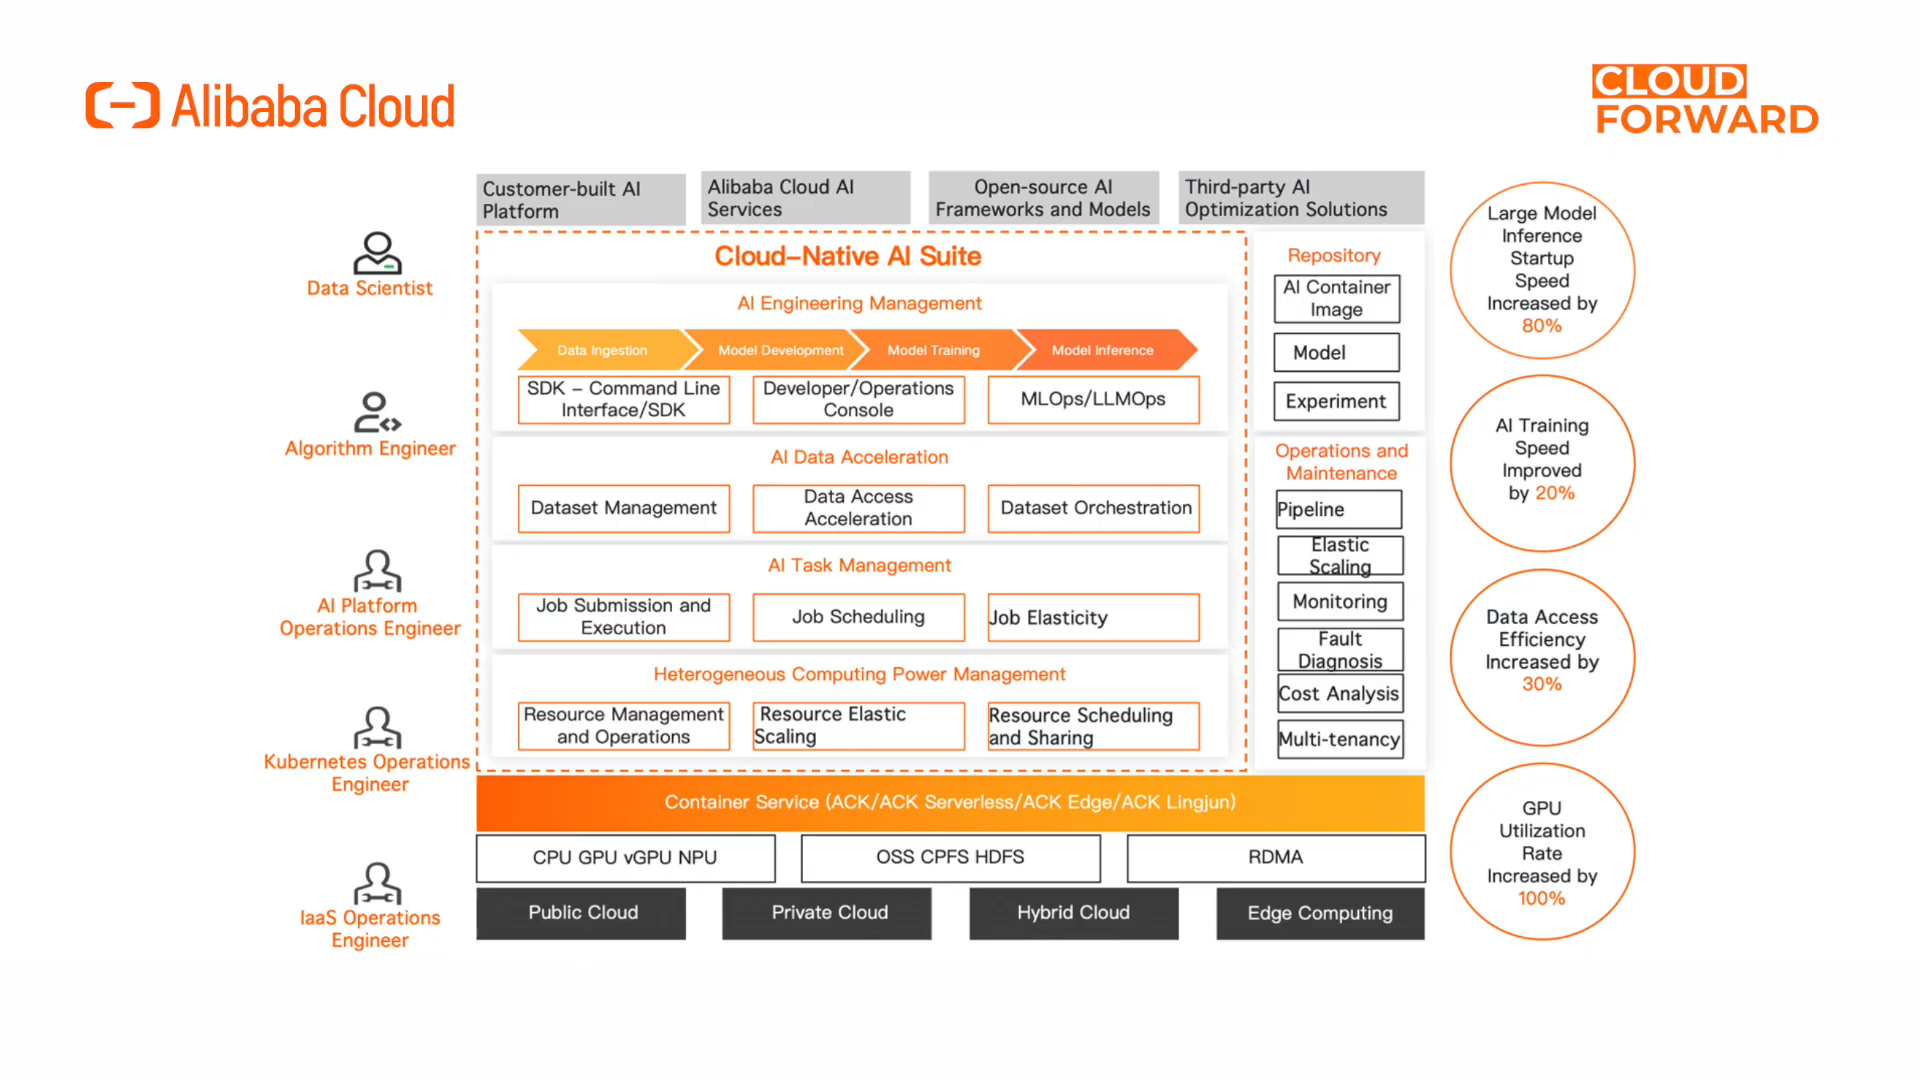 Alibaba Cloud
CLOUD
FORWARD
Customer-built AI
Platform
Alibaba Cloud AI
Services
Open-source AI
Frameworks and Models
Third-party AI
Optimization Solutions
Data Scientist
Algorithm Engineer
AI Platform
Operations Engineer
Kubernetes Operations
Engineer
IaaS Operations
Engineer
Cloud–Native AI Suite
AI Engineering Management
Data Ingestion
Model Development
Model Training
Model Inference
SDK – Command Line
Interface/SDK
Developer/Operations
Console
MLOps/LLMOps
AI Data Acceleration
Dataset Management
Data Access
Acceleration
Dataset Orchestration
AI Task Management
Job Submission and
Execution
Job Scheduling
Job Elasticity
Heterogeneous Computing Power Management
Resource Management
and Operations
Resource Elastic
Scaling
Resource Scheduling
and Sharing
Repository
AI Container
Image
Model
Experiment
Operations and
Maintenance
Pipeline
Elastic
Scaling
Monitoring
Fault
Diagnosis
Cost Analysis
Multi-tenancy
Container Service (ACK/ACK Serverless/ACK Edge/ACK Lingjun)
CPU GPU vGPU NPU
OSS CPFS HDFS
RDMA
Public Cloud
Private Cloud
Hybrid Cloud
Edge Computing
Large Model
Inference
Startup
Speed
Increased by
80%
AI Training
Speed
Improved
by 20%
Data Access
Efficiency
Increased by
30%
GPU
Utilization
Rate
Increased by
100%